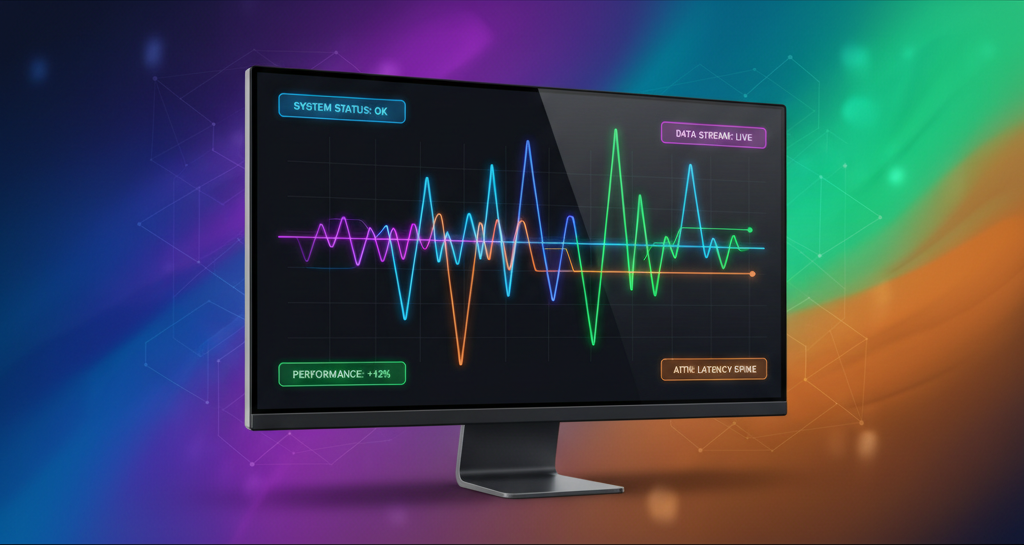 SYSTEM STATUS: OK
DATA STREAM: LIVE
PERFORMANCE: +12%
LATENCY